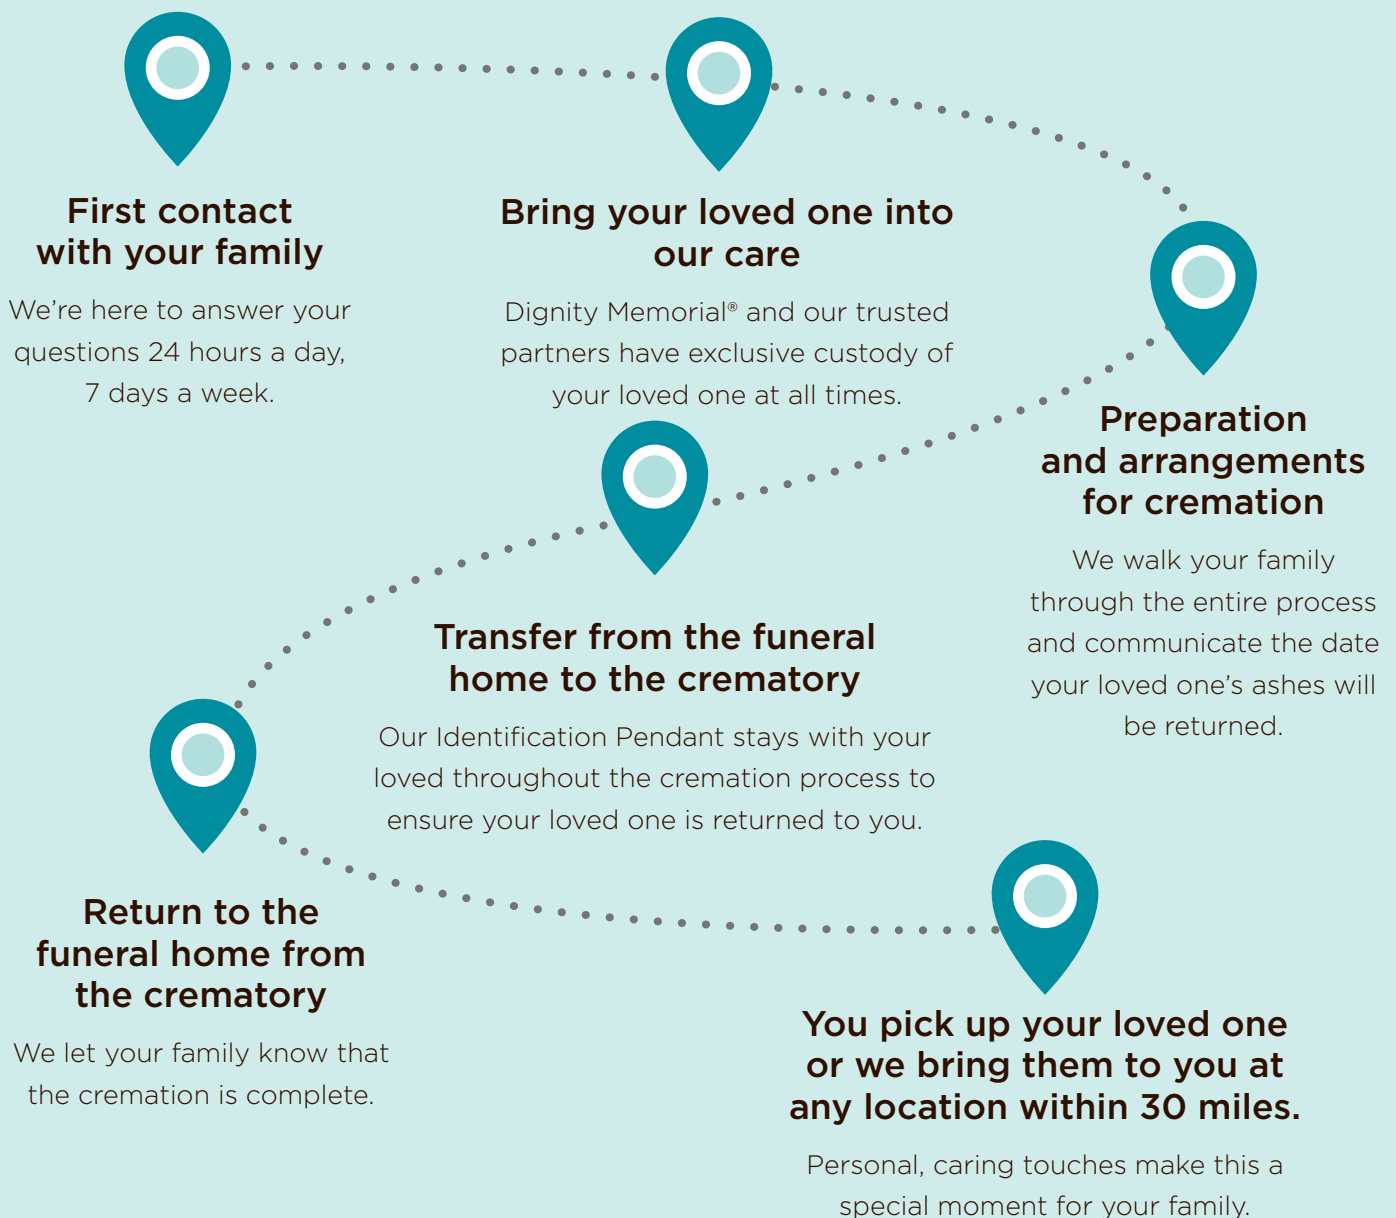 First contact
with your family
We’re here to answer your
questions 24 hours a day,
7 days a week.
Bring your loved one into
our care
Dignity Memorial® and our trusted
partners have exclusive custody of
your loved one at all times.
Preparation
and arrangements
for cremation
We walk your family
through the entire process
and communicate the date
your loved one’s ashes will
be returned.
Transfer from the funeral
home to the crematory
Our Identification Pendant stays with your
loved throughout the cremation process to
ensure your loved one is returned to you.
Return to the
funeral home from
the crematory
We let your family know that
the cremation is complete.
You pick up your loved one
or we bring them to you at
any location within 30 miles.
Personal, caring touches make this a
special moment for your family.